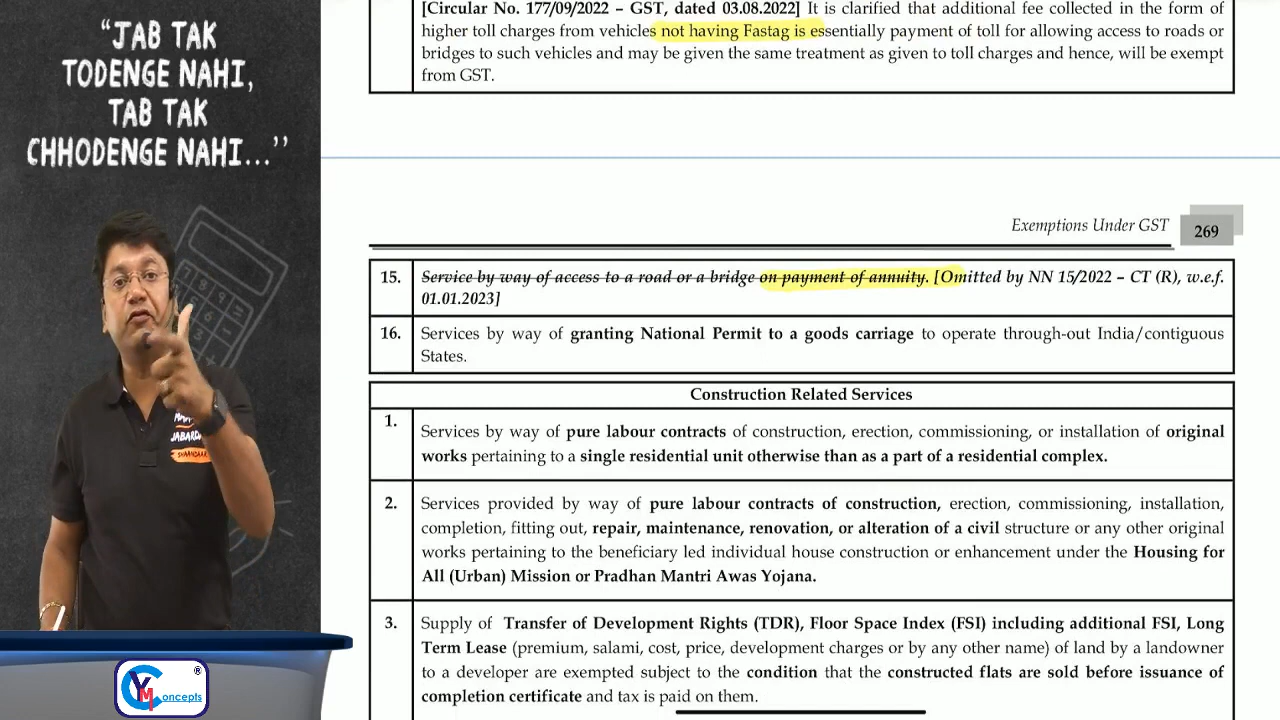 “JAB TAK
TODENGE NAHI,
TAB TAK
CHHODENGE NAHI...’’
[Circular No. 177/09/2022 – GST, dated 03.08.2022] It is clarified that additional fee collected in the form of
higher toll charges from vehicles not having Fastag is essentially payment of toll for allowing access to roads or
bridges to such vehicles and may be given the same treatment as given to toll charges and hence, will be exempt
from GST.
Exemptions Under GST 269
15. Service by way of access to a road or a bridge on payment of annuity. [Omitted by NN 15/2022 – CT (R), w.e.f.
01.01.2023]
16. Services by way of granting National Permit to a goods carriage to operate through-out India/contiguous
States.
Construction Related Services
1. Services by way of pure labour contracts of construction, erection, commissioning, or installation of original
works pertaining to a single residential unit otherwise than as a part of a residential complex.
2. Services provided by way of pure labour contracts of construction, erection, commissioning, installation,
completion, fitting out, repair, maintenance, renovation, or alteration of a civil structure or any other original
works pertaining to the beneficiary led individual house construction or enhancement under the Housing for
All (Urban) Mission or Pradhan Mantri Awas Yojana.
3. Supply of Transfer of Development Rights (TDR), Floor Space Index (FSI) including additional FSI, Long
Term Lease (premium, salami, cost, price, development charges or by any other name) of land by a landowner
to a developer are exempted subject to the condition that the constructed flats are sold before issuance of
completion certificate and tax is paid on them.
CYM
oncepts